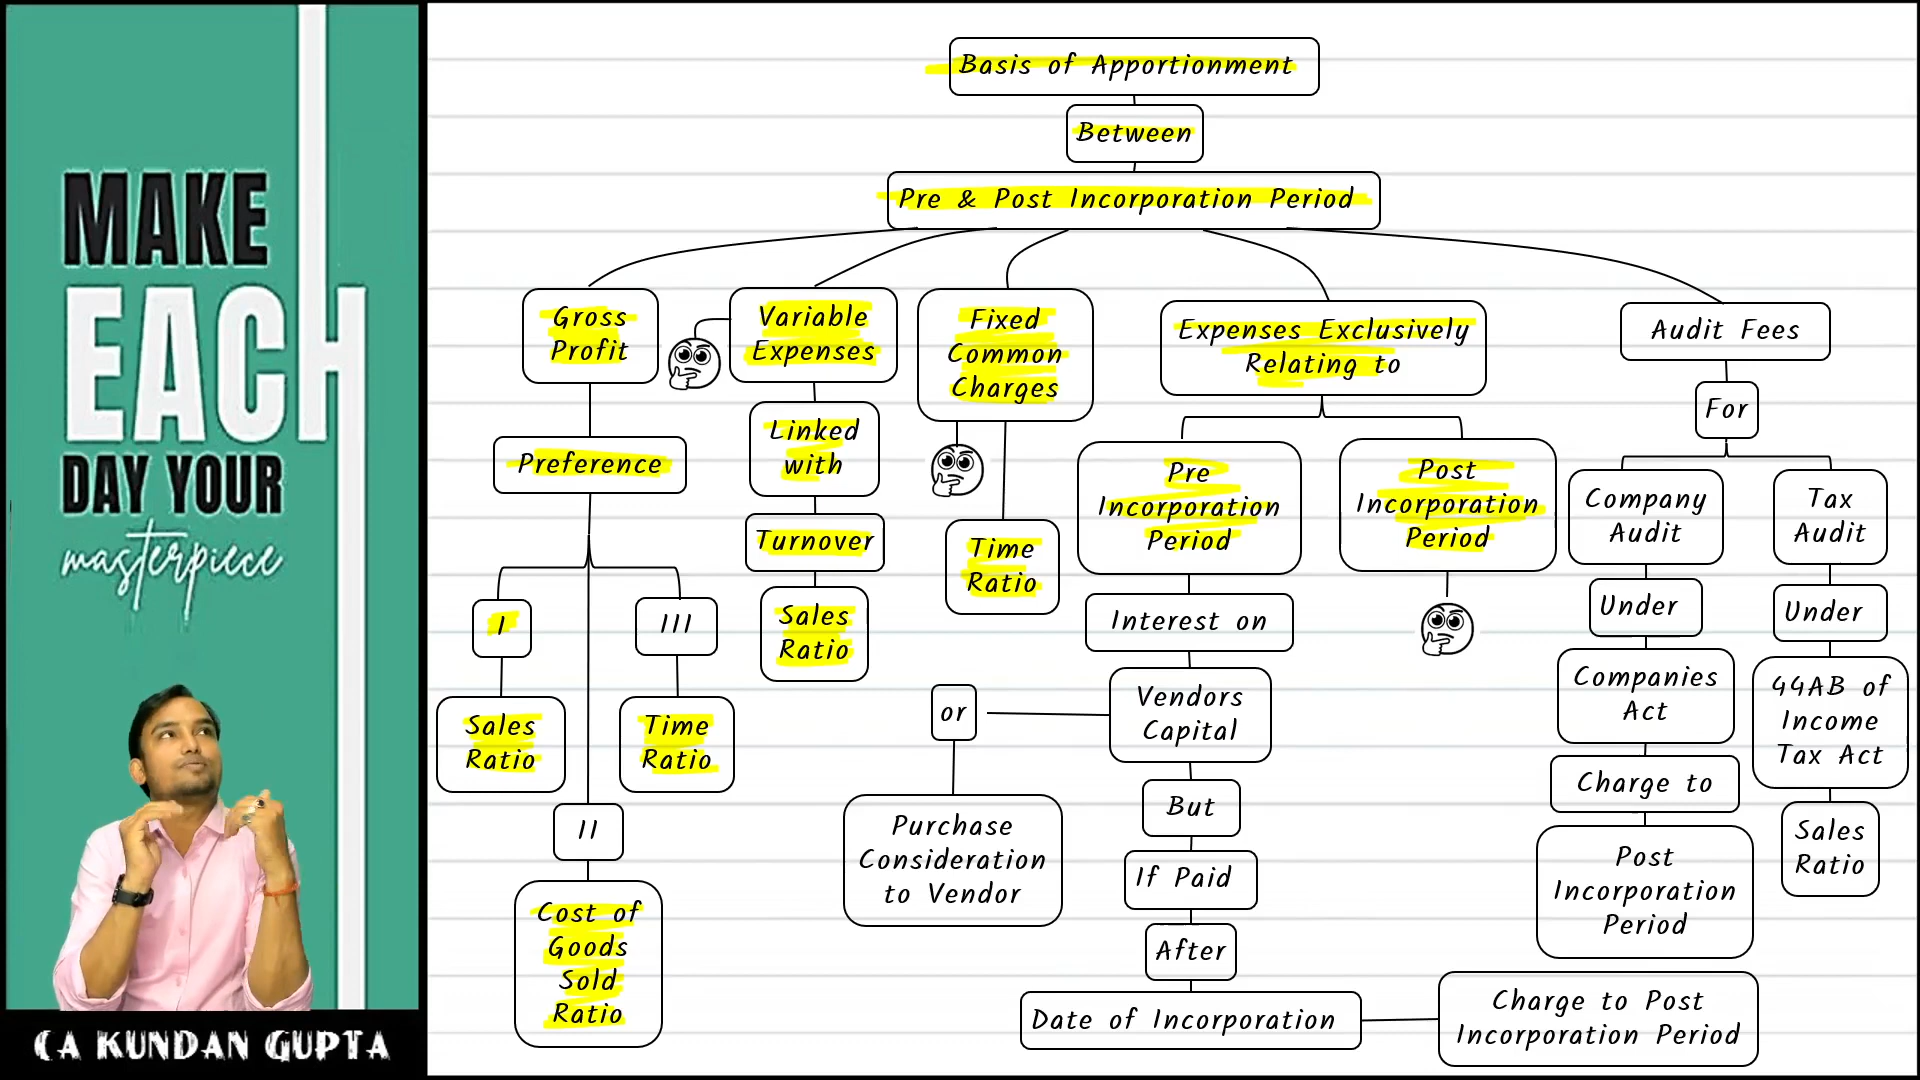 MAKE
EACH
DAY YOUR
masterpiece
CA KUNDAN GUPTA
Basis of Apportionment
Between
Pre & Post Incorporation Period
Gross
Profit
Preference
I
Sales
Ratio
II
Cost of
Goods
Sold
Ratio
III
Time
Ratio
Variable
Expenses
Linked
with
Turnover
Sales
Ratio
Fixed
Common
Charges
Time
Ratio
Expenses Exclusively
Relating to
Pre
Incorporation
Period
Interest on
Vendors
Capital
or
Purchase
Consideration
to Vendor
But
If Paid
After
Date of Incorporation
Charge to Post
Incorporation Period
Post
Incorporation
Period
Audit Fees
For
Company
Audit
Under
Companies
Act
Charge to
Post
Incorporation
Period
Tax
Audit
Under
44AB of
Income
Tax Act
Sales
Ratio